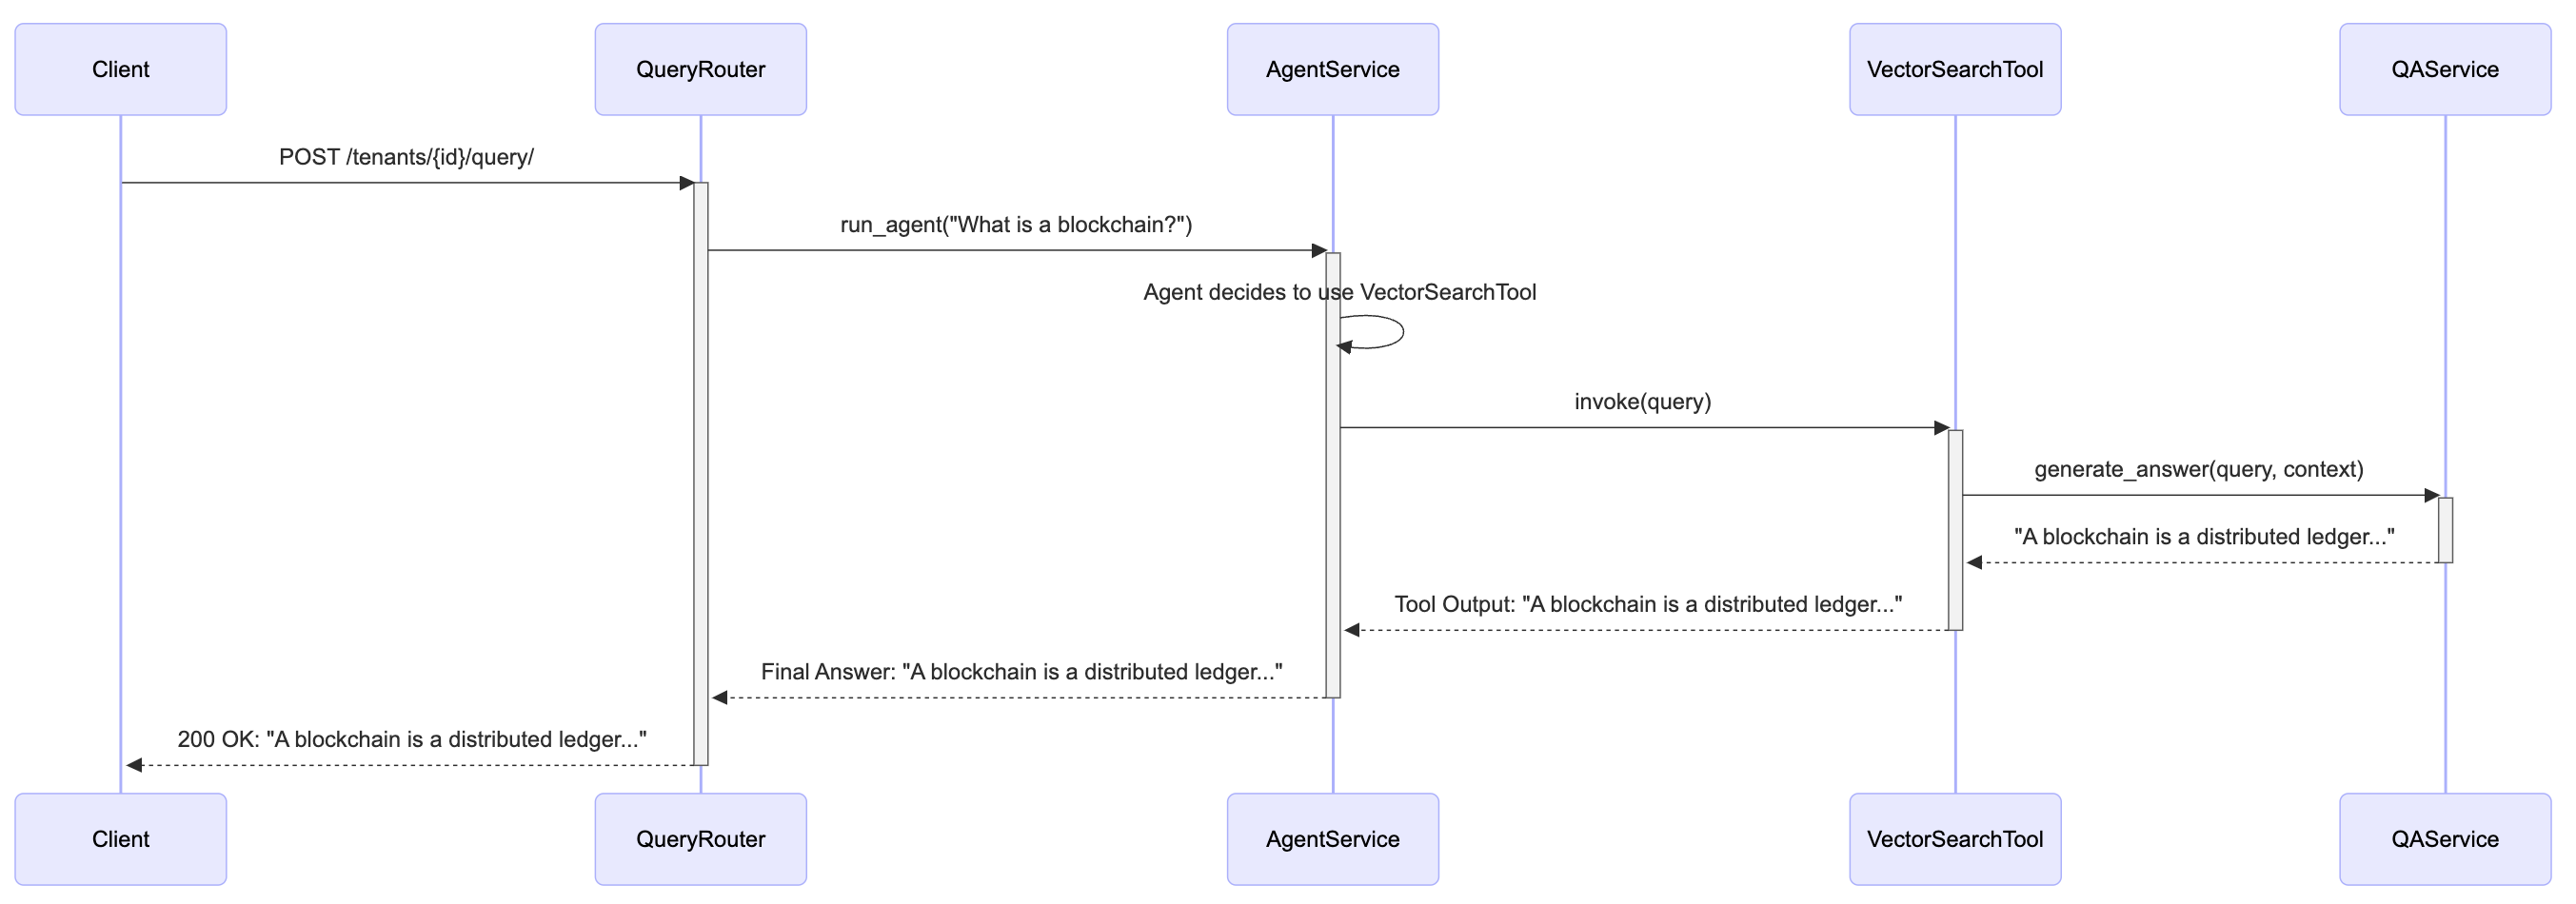 Client
QueryRouter
AgentService
VectorSearchTool
QAService
POST /tenants/{id}/query/
run_agent("What is a blockchain?")
Agent decides to use VectorSearchTool
invoke(query)
generate_answer(query, context)
"A blockchain is a distributed ledger..."
Tool Output: "A blockchain is a distributed ledger..."
Final Answer: "A blockchain is a distributed ledger..."
200 OK: "A blockchain is a distributed ledger..."
Client
QueryRouter
AgentService
VectorSearchTool
QAService